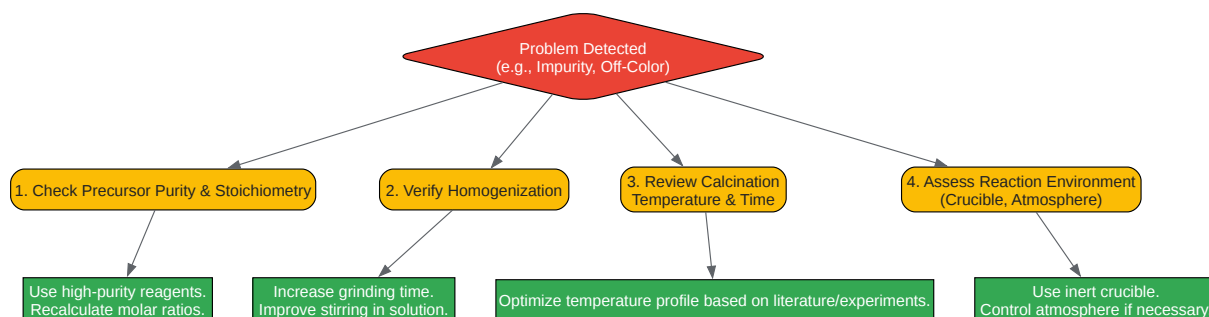 Problem Detected
(e.g., Impurity, Off-Color)
1. Check Precursor Purity & Stoichiometry
2. Verify Homogenization
3. Review Calcination
Temperature & Time
4. Assess Reaction Environment
(Crucible, Atmosphere)
Use high-purity reagents.
Recalculate molar ratios.
Increase grinding time.
Improve stirring in solution.
Optimize temperature profile based on literature/experiments.
Use inert crucible.
Control atmosphere if necessary